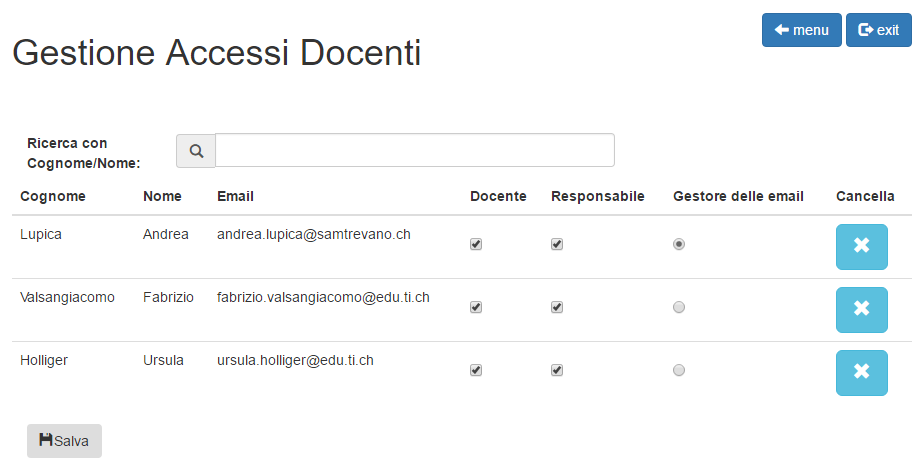 menu exit
Gestione Accessi Docenti
Ricerca con
Cognome/Nome:
Cognome Nome Email Docente Responsabile Gestore delle email Cancella
Lupica Andrea andrea.lupica@samtrevano.ch
Valsangiacomo Fabrizio fabrizio.valsangiacomo@edu.ti.ch
Holliger Ursula ursula.holliger@edu.ti.ch
Salva